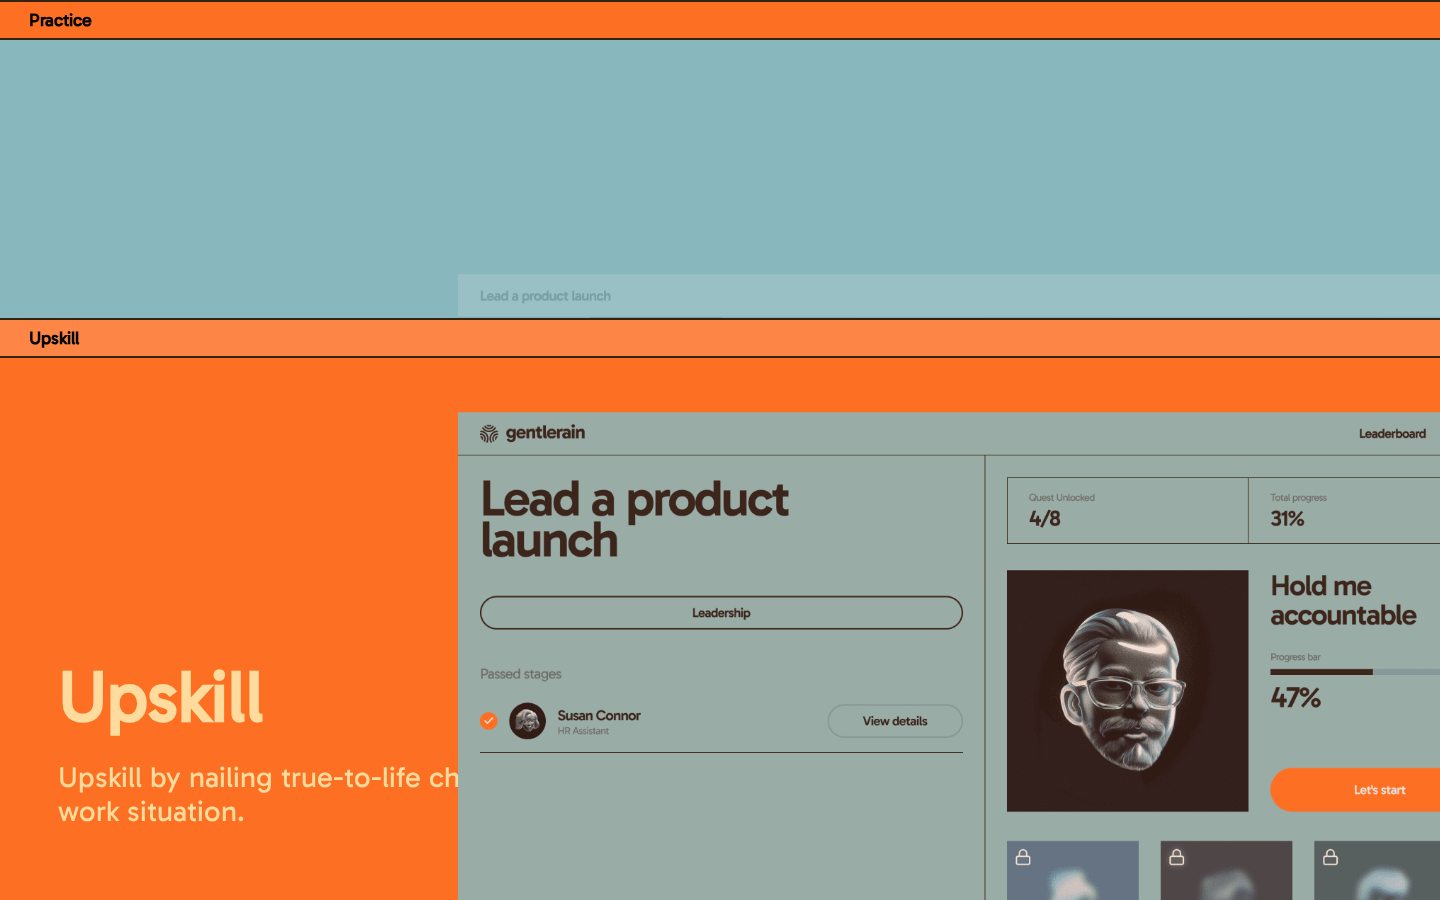 Practice
Lead a product launch
Upskill
Upskill
Upskill by nailing true-to-life ch
work situation.
gentlerain
Leaderboard
Lead a product
launch
Leadership
Passed stages
Susan Connor
HR Assistant
View details
Quest Unlocked
4/8
Total progress
31%
Hold me
accountable
Progress bar
47%
Let's start